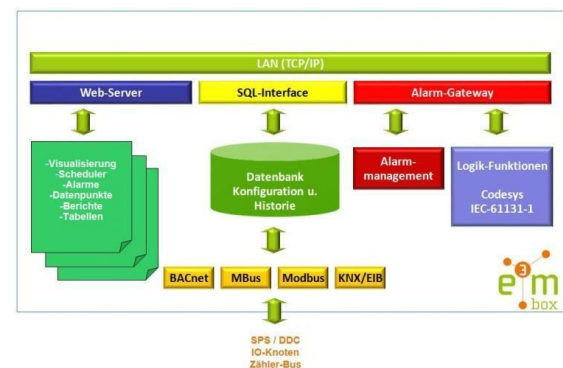 LAN (TCP/IP)
Web-Server
SQL-Interface
Alarm-Gateway
-Visualisierung
-Scheduler
-Alarme
-Datenpunkte
-Berichte
-Tabellen
Datenbank
Konfiguration u.
Historie
Alarm-
management
Logik-Funktionen
Codesys
IEC-61131-1
BACnet
MBus
Modbus
KNX/EIB
e3m
box
SPS / DDC
IO-Knoten
Zähler-Bus